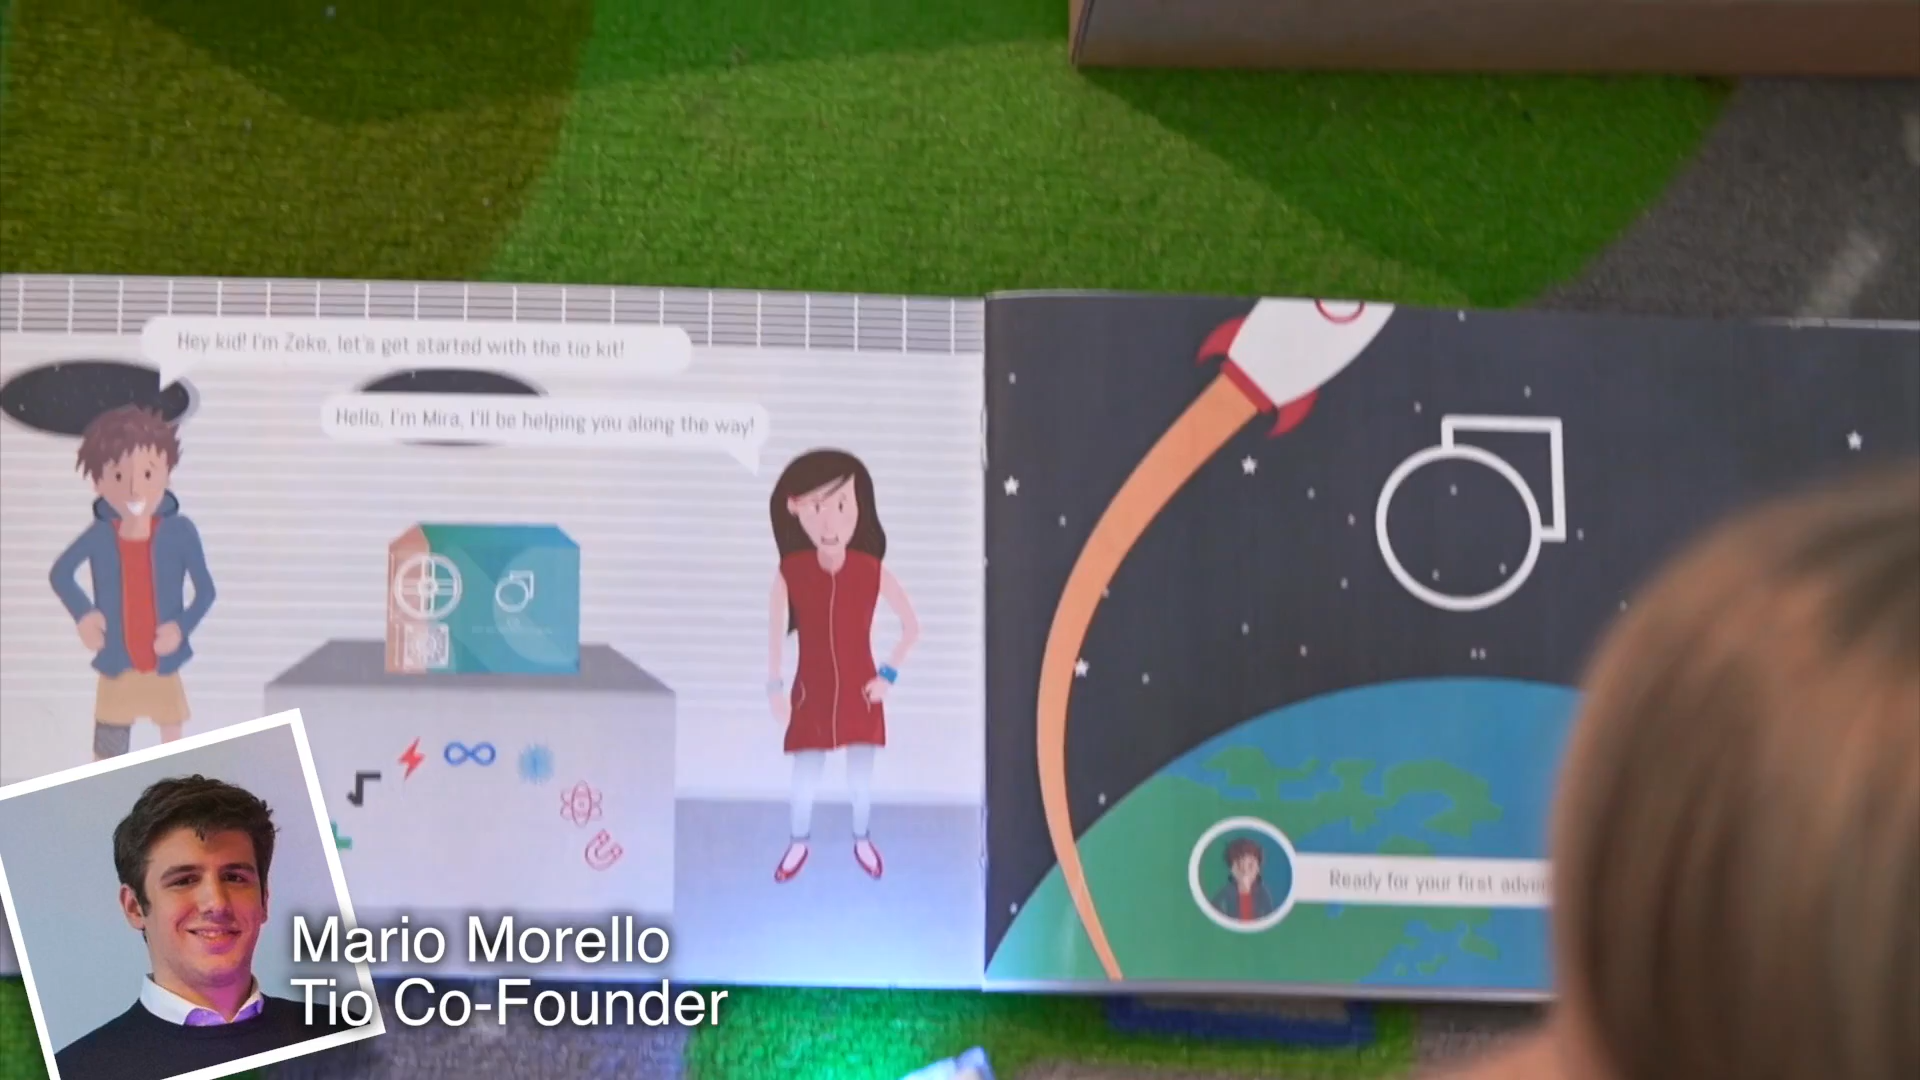 Hey kid! I'm Zeke, let's get started with the tio kit!
Hello, I'm Mira, I'll be helping you along the way!
Ready for your first
Mario Morello
Tio Co-Founder